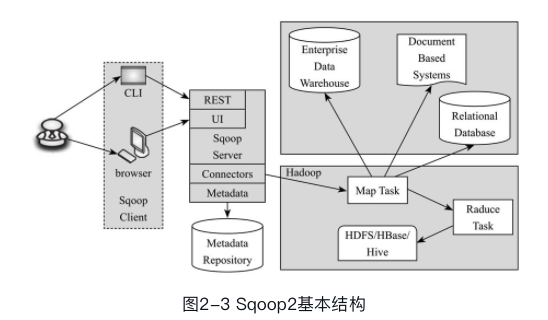 CLI
browser
Sqoop
Client
REST
UI
Sqoop
Server
Connectors
Metadata
Metadata
Repository
Enterprise
Data
Warehouse
Document
Based
Systems
Relational
Database
Hadoop
Map Task
Raduce
Task
HDFS/HBase/
Hive
图2-3 Sqoop2基本结构